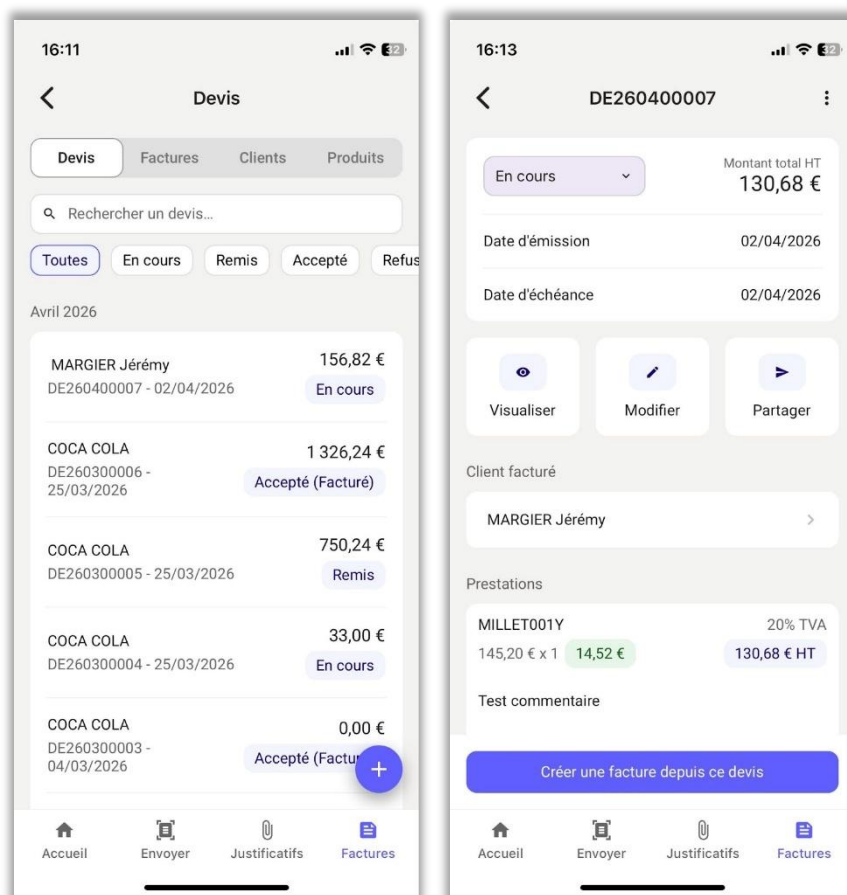 16:11
32
Devis
Devis Factures Clients Produits
Rechercher un devis...
Toutes En cours Remis Accepté Refus
Avril 2026
MARGIER Jérémy 156,82 €
DE260400007 - 02/04/2026 En cours
COCA COLA 1 326,24 €
DE260300006 -
25/03/2026 Accepté (Facturé)
COCA COLA 750,24 €
DE260300005 - 25/03/2026 Remis
COCA COLA 33,00 €
DE260300004 - 25/03/2026 En cours
COCA COLA 0,00 €
DE260300003 -
04/03/2026 Accepté (Factu
+
Accueil Envoyer Justificatifs Factures
16:13
32
DE260400007
En cours
Montant total HT
130,68 €
Date d'émission 02/04/2026
Date d'échéance 02/04/2026
Visualiser Modifier Partager
Client facturé
MARGIER Jérémy
Prestations
MILLET001Y 20% TVA
145,20 € x 1 14,52 € 130,68 € HT
Test commentaire
Créer une facture depuis ce devis
Accueil Envoyer Justificatifs Factures